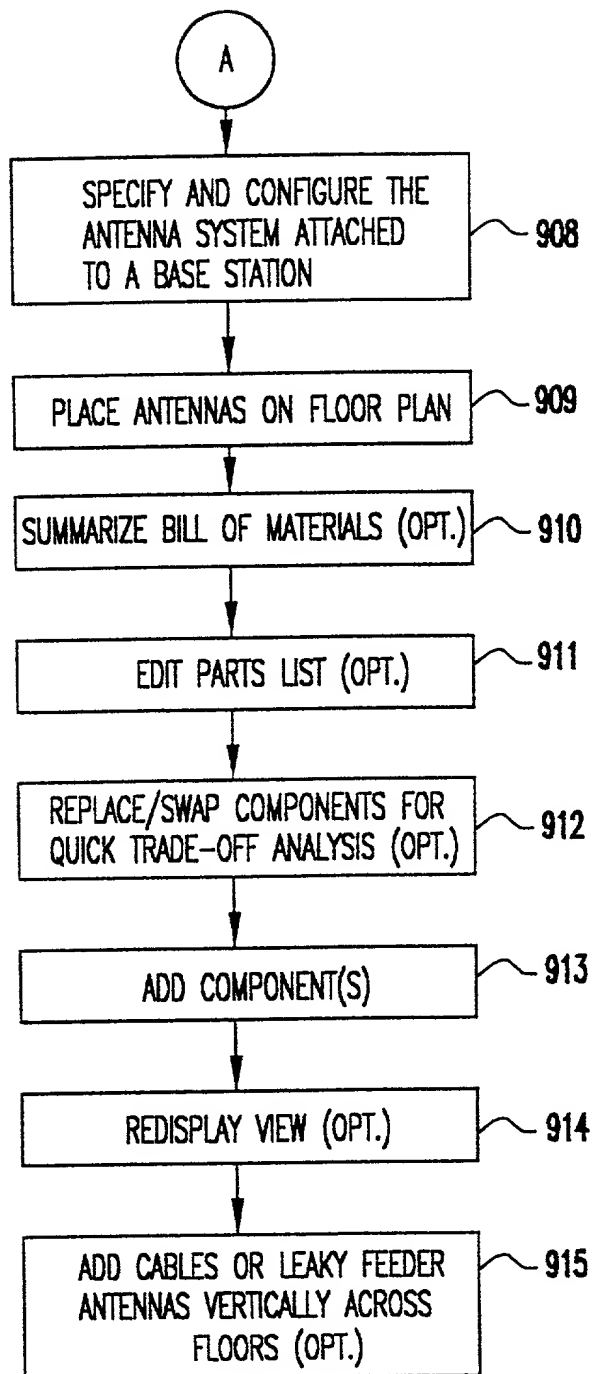 A
SPECIFY AND CONFIGURE THE
ANTENNA SYSTEM ATTACHED
TO A BASE STATION
908
PLACE ANTENNAS ON FLOOR PLAN
909
SUMMARIZE BILL OF MATERIALS (OPT.)
910
EDIT PARTS LIST (OPT.)
911
REPLACE/SWAP COMPONENTS FOR
QUICK TRADE-OFF ANALYSIS (OPT.)
912
ADD COMPONENT(S)
913
REDISPLAY VIEW (OPT.)
914
ADD CABLES OR LEAKY FEEDER
ANTENNAS VERTICALLY ACROSS
FLOORS (OPT.)
915